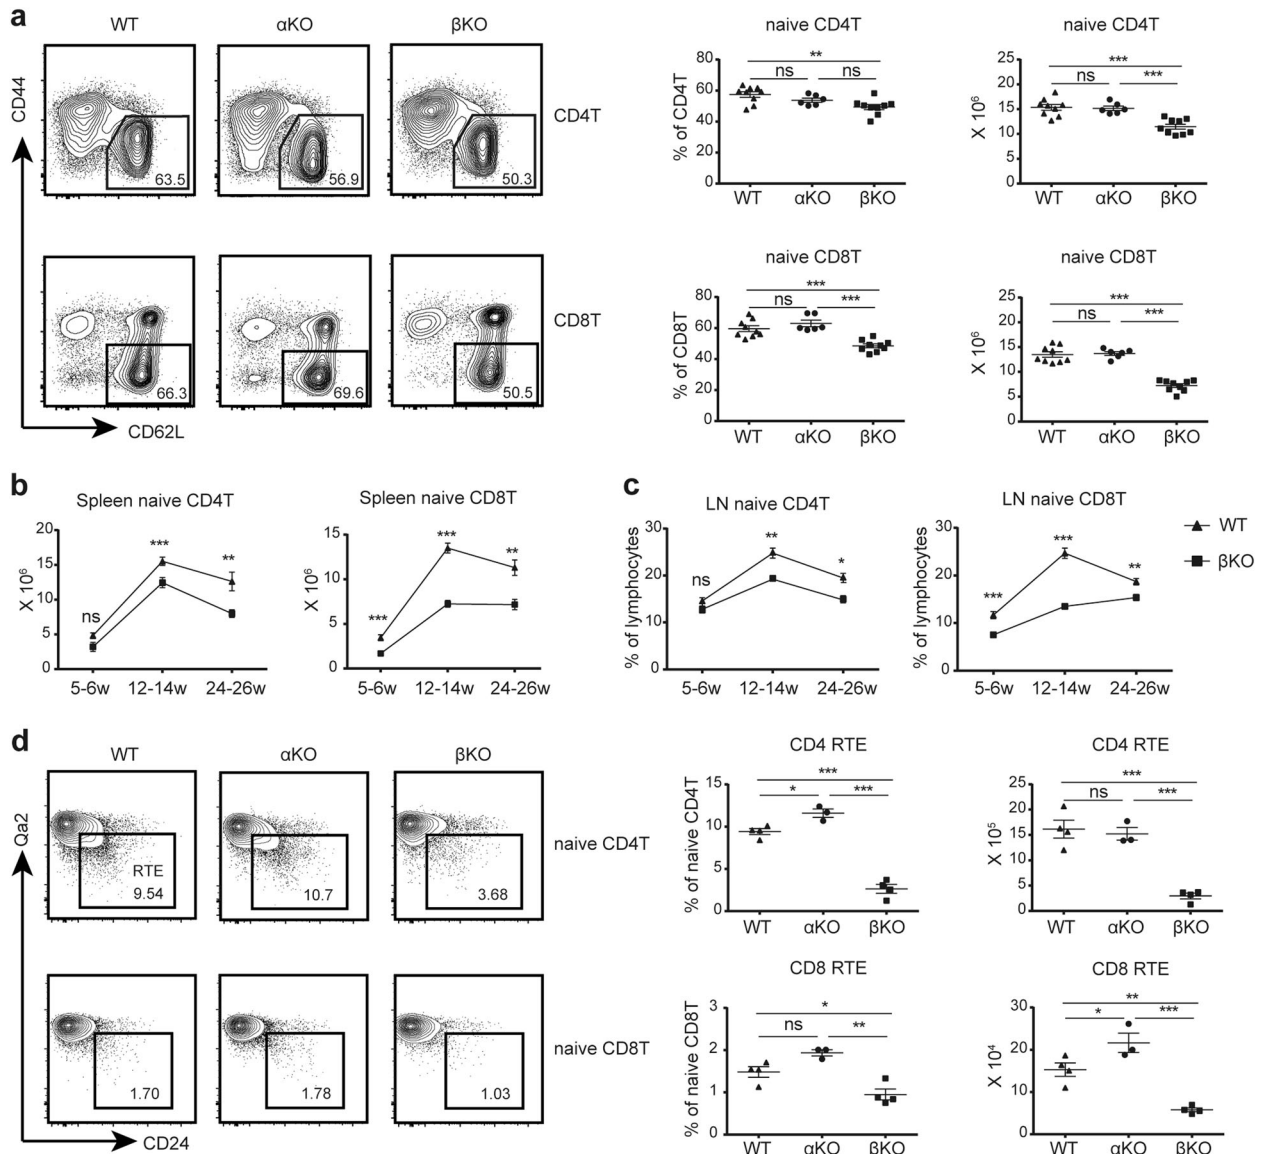 a
WT
αKO
βKO
CD44
63.5
56.9
50.3
CD4T
66.3
69.6
50.5
CD8T
CD62L
naive CD4T
% of CD4T
80
60
40
20
0
**
ns
ns
WT
αKO
βKO
naive CD4T
X 10⁶
25
20
15
10
5
0
***
ns
***
WT
αKO
βKO
naive CD8T
% of CD8T
80
60
40
20
0
***
ns
***
WT
αKO
βKO
naive CD8T
X 10⁶
25
20
15
10
5
0
***
ns
***
WT
αKO
βKO
b
Spleen naive CD4T
X 10⁶
20
15
10
5
0
ns
***
**
5-6w
12-14w
24-26w
Spleen naive CD8T
X 10⁶
15
10
5
0
***
***
**
5-6w
12-14w
24-26w
c
LN naive CD4T
% of lymphocytes
30
20
10
0
ns
**
*
5-6w
12-14w
24-26w
LN naive CD8T
% of lymphocytes
30
20
10
0
***
***
**
5-6w
12-14w
24-26w
WT
βKO
d
WT
αKO
βKO
Qa2
RTE
9.54
10.7
3.68
naive CD4T
1.70
1.78
1.03
naive CD8T
CD24
CD4 RTE
% of naive CD4T
15
10
5
0
***
*
***
WT
αKO
βKO
CD4 RTE
X 10⁵
25
20
15
10
5
0
***
ns
***
WT
αKO
βKO
CD8 RTE
% of naive CD8T
3
2
1
0
*
ns
**
WT
αKO
βKO
CD8 RTE
X 10⁴
30
20
10
0
**
*
***
WT
αKO
βKO